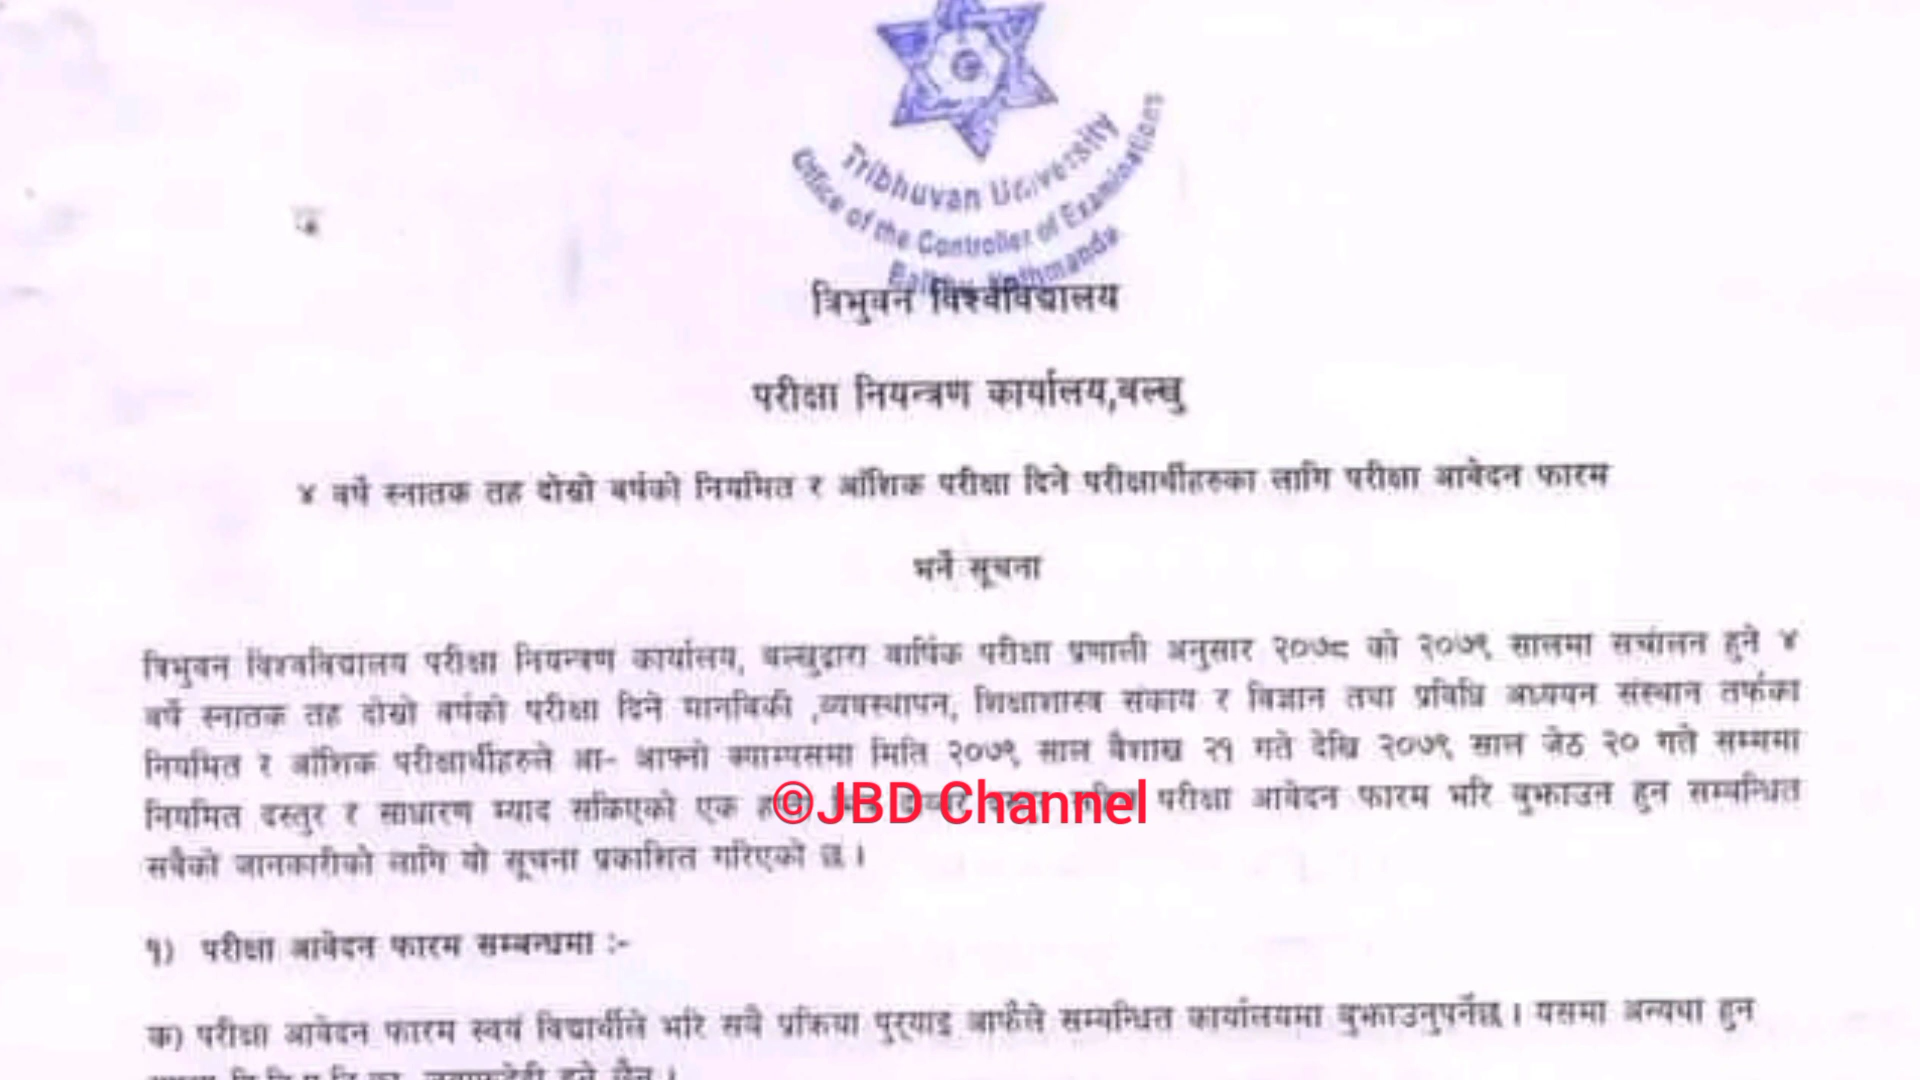 Tribhuvan University
Office of the Controller of Examinations
त्रिभुवन विश्वविद्यालय
परीक्षा नियन्त्रण कार्यालय,बल्खु
४ वर्षे स्नातक तह दोस्रो वर्षको नियमित र आँशिक परीक्षा दिने परीक्षार्थीहरुका लागि परीक्षा आवेदन फारम
भर्ने सूचना
त्रिभुवन विश्वविद्यालय परीक्षा नियन्त्रण कार्यालय, बल्खुद्वारा वार्षिक परीक्षा प्रणाली अनुसार २०७८ को २०७९ सालमा सचांलन हुने ४
वर्षे स्नातक तह दोस्रो वर्षको परीक्षा दिने मानविकी ,व्यवस्थापन, शिक्षाशास्त्र संकाय र विज्ञान तथा प्रविधि अध्ययन संस्थान तर्फका
नियमित र आँशिक परीक्षार्थीहरुले आ- आफ्नो क्याम्पसमा मिति २०७९ साल बैशाख २१ गते देखि २०७९ साल जेठ २० गते सम्ममा
नियमित दस्तुर र साधारण म्याद सकिएको एक परीक्षा आवेदन फारम भरि बुझाउन हुन सम्बन्धित
©JBD Channel
सबैको जानकारीको लागि यो सूचना प्रकाशित गरिएको छ ।
१) परीक्षा आवेदन फारम सम्बन्धमा :-
क) परीक्षा आवेदन फारम स्वयं विद्यार्थीले भरि सबै प्रक्रिया पुर्‍याइ आफैले सम्बन्धित कार्यालयमा बुझाउनुपर्नेछ । यसमा अन्यथा हुन